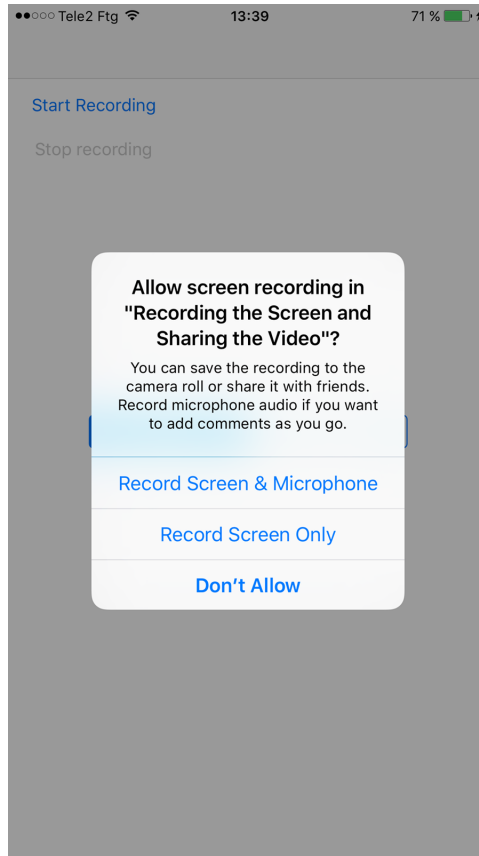 ●●○○○ Tele2 Ftg 13:39 71 %
Start Recording
Stop recording
Allow screen recording in
"Recording the Screen and
Sharing the Video"?
You can save the recording to the
camera roll or share it with friends.
Record microphone audio if you want
to add comments as you go.
Record Screen & Microphone
Record Screen Only
Don’t Allow